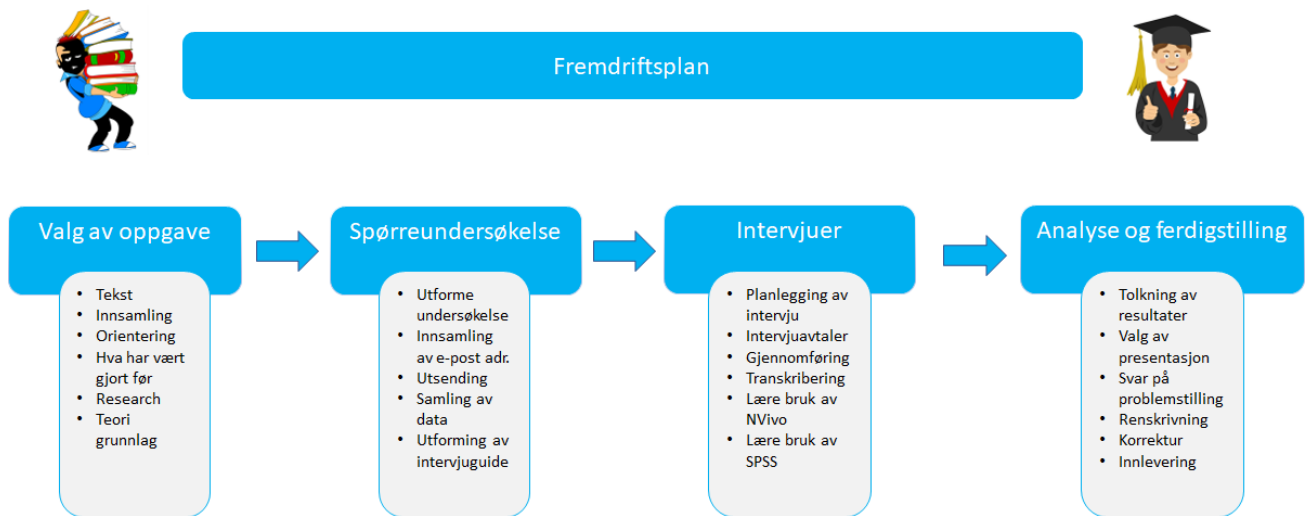 Fremdriftsplan
Valg av oppgave
• Tekst
• Innsamling
• Orientering
• Hva har vært
gjort før
• Research
• Teori
grunnlag
Spørreundersøkelse
• Utforme
undersøkelse
• Innsamling
av e-post adr.
• Utsending
• Samling av
data
• Utforming av
intervjuguide
Intervjuer
• Planlegging av
intervju
• Intervjuavtaler
• Gjennomføring
• Transkribering
• Lære bruk av
NVivo
• Lære bruk av
SPSS
Analyse og ferdigstilling
• Tolkning av
resultater
• Valg av
presentasjon
• Svar på
problemstilling
• Renskrivning
• Korrektur
• Innlevering